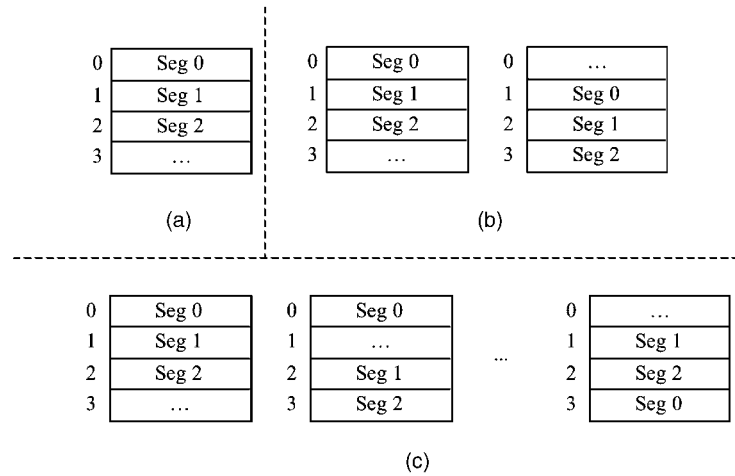 0 Seg 0
1 Seg 1
2 Seg 2
3 ...
(a)
0 Seg 0
1 Seg 1
2 Seg 2
3 ...
0 ...
1 Seg 0
2 Seg 1
3 Seg 2
(b)
0 Seg 0
1 Seg 1
2 Seg 2
3 ...
0 Seg 0
1 ...
2 Seg 1
3 Seg 2
...
0 ...
1 Seg 1
2 Seg 2
3 Seg 0
(c)